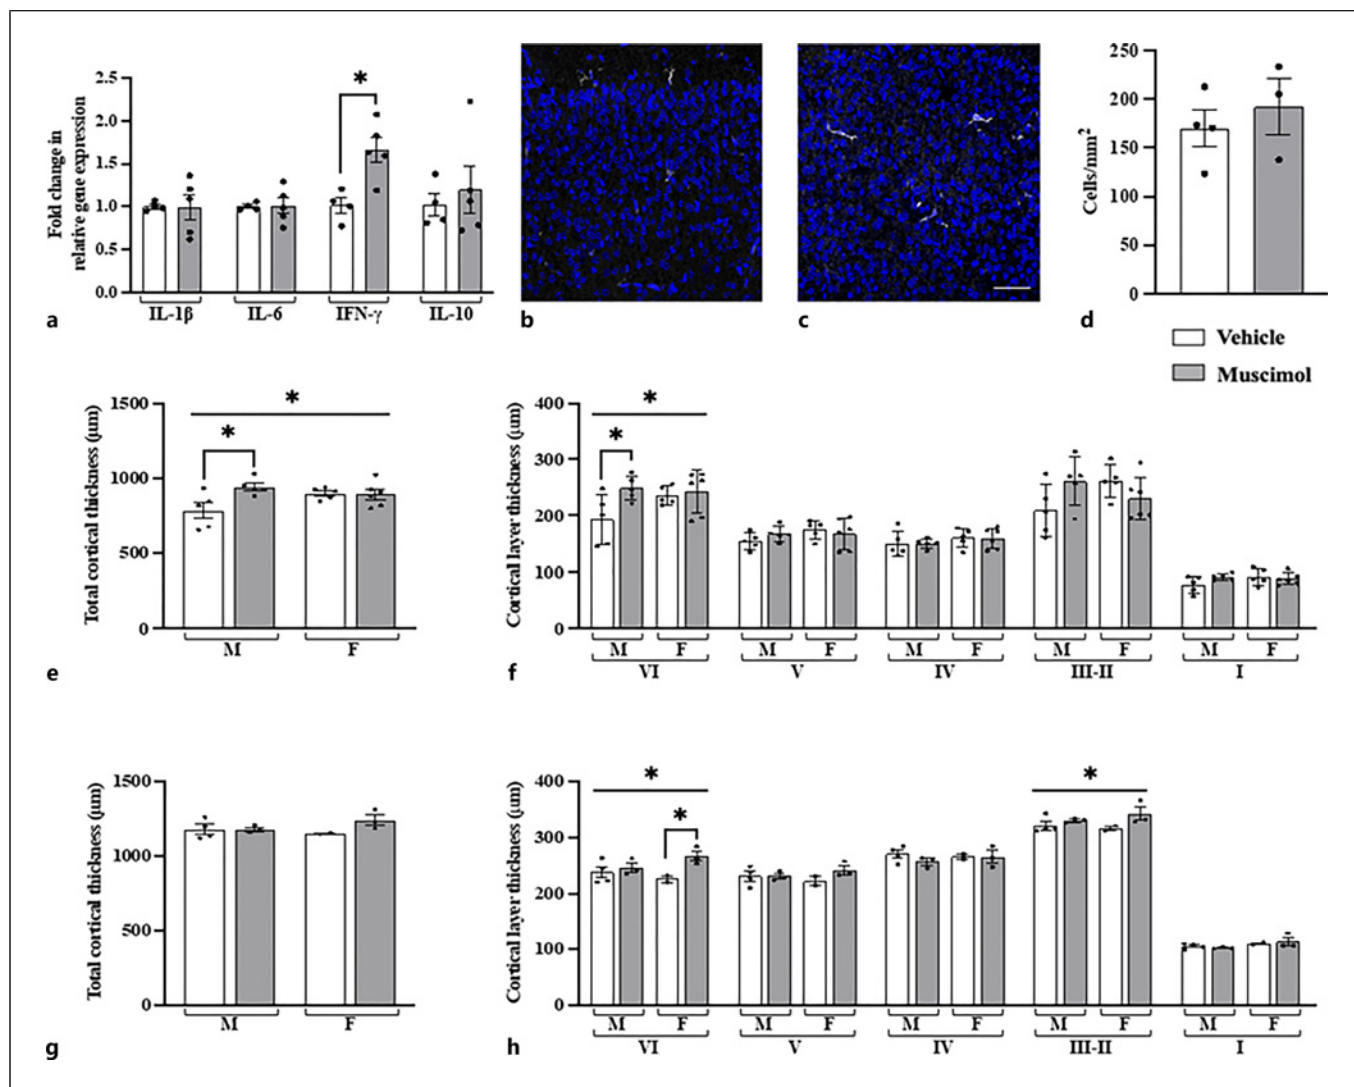 Fold change in
relative gene expression
2.5
2.0
1.5
1.0
0.5
0.0
*
IL-1β IL-6 IFN-γ IL-10
a
b
c
Cells/mm²
250
200
150
100
50
0
d
Vehicle
Muscimol
Total cortical thickness (μm)
1500
1000
500
0
*
*
M F
e
Cortical layer thickness (μm)
400
300
200
100
0
*
*
M F M F M F M F M F
VI V IV III-II I
f
Total cortical thickness (μm)
1500
1000
500
0
M F
g
Cortical layer thickness (μm)
400
300
200
100
0
*
*
*
M F M F M F M F M F
VI V IV III-II I
h